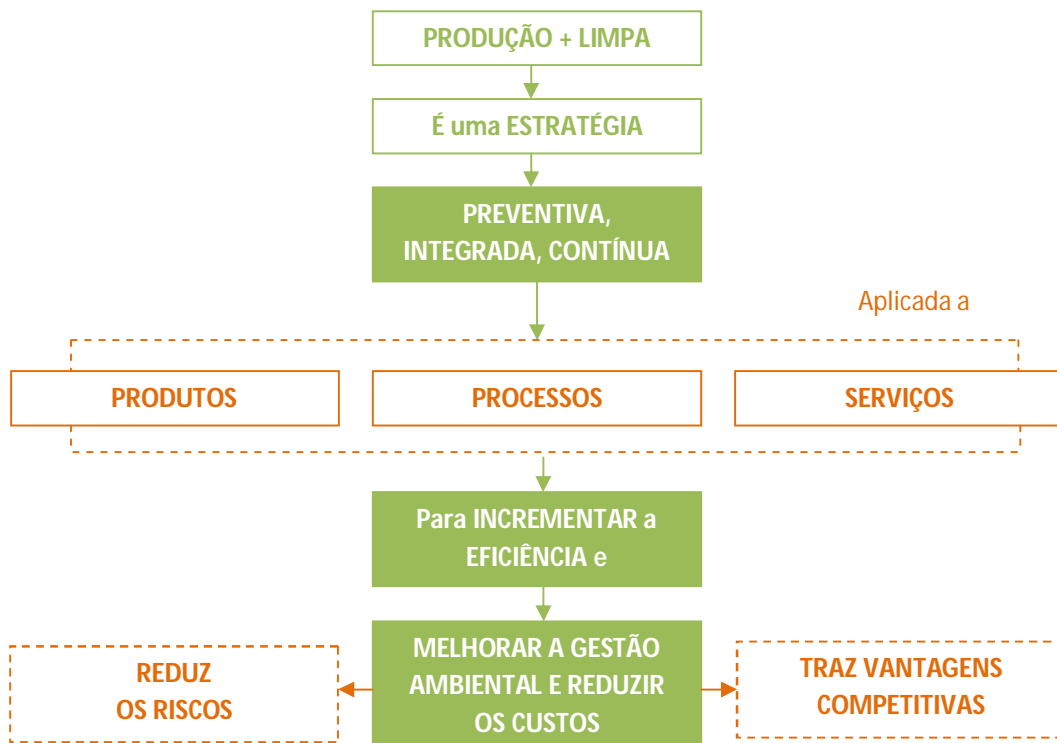 PRODUÇÃO + LIMPA
É uma ESTRATÉGIA
PREVENTIVA,
INTEGRADA, CONTÍNUA
Aplicada a
PRODUTOS
PROCESSOS
SERVIÇOS
Para INCREMENTAR a
EFICIÊNCIA e
MELHORAR A GESTÃO
AMBIENTAL E REDUZIR
OS CUSTOS
REDUZ
OS RISCOS
TRAZ VANTAGENS
COMPETITIVAS